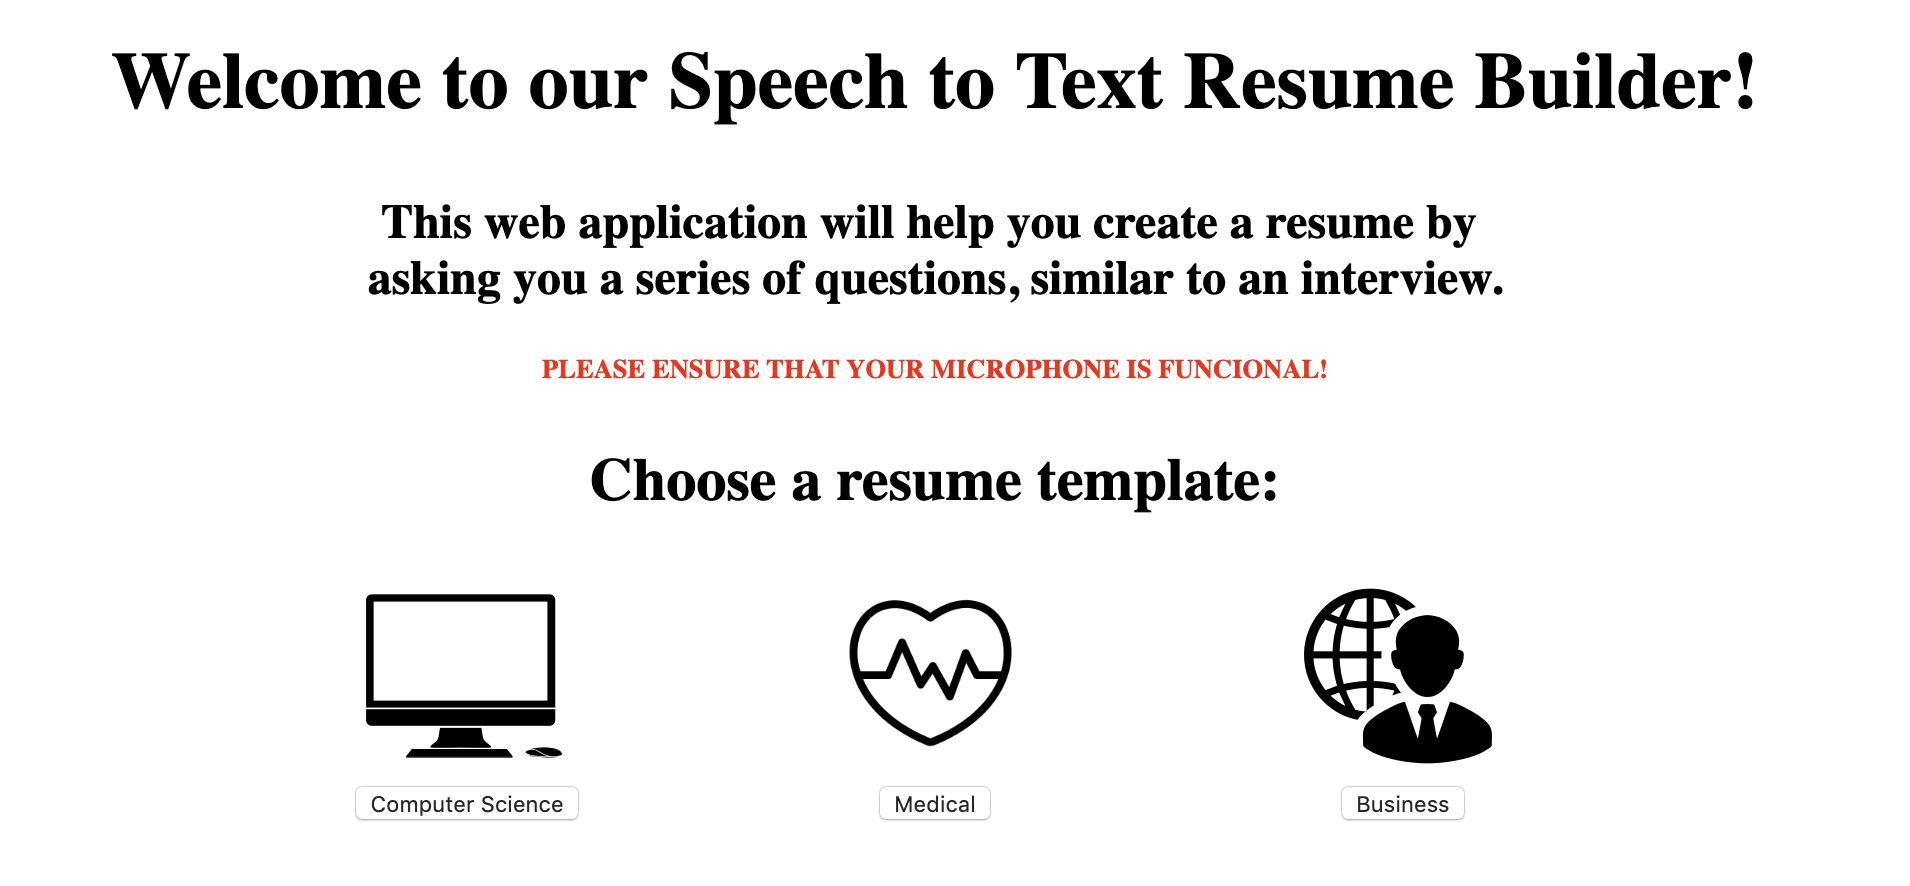 Welcome to our Speech to Text Resume Builder!
This web application will help you create a resume by
asking you a series of questions, similar to an interview.
PLEASE ENSURE THAT YOUR MICROPHONE IS FUNCIONAL!
Choose a resume template:
Computer Science
Medical
Business